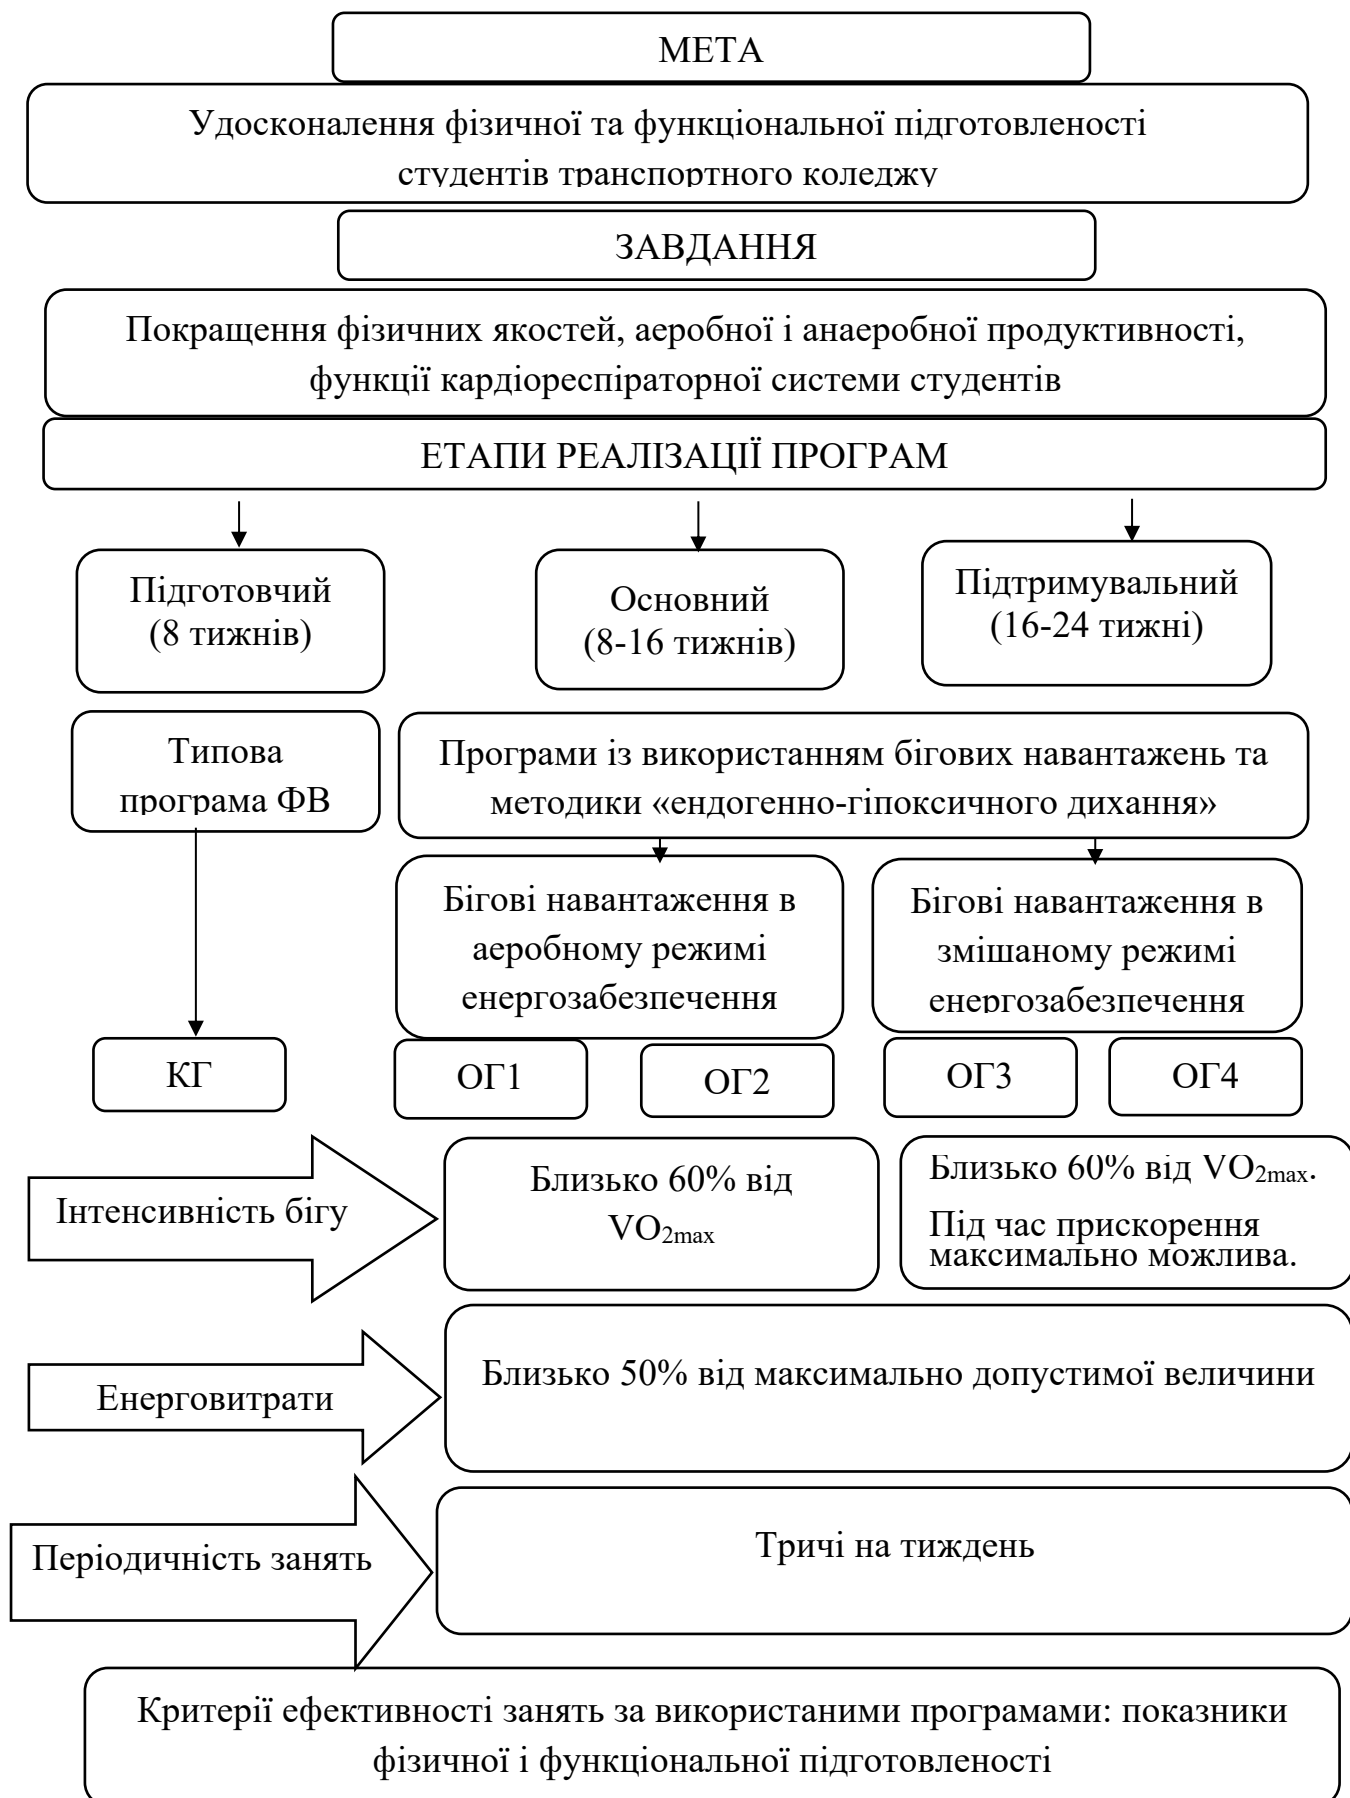 МЕТА
Удосконалення фізичної та функціональної підготовленості
студентів транспортного коледжу
ЗАВДАННЯ
Покращення фізичних якостей, аеробної і анаеробної продуктивності,
функції кардіореспіраторної системи студентів
ЕТАПИ РЕАЛІЗАЦІЇ ПРОГРАМ
Підготовчий
(8 тижнів)
Основний
(8-16 тижнів)
Підтримувальний
(16-24 тижні)
Типова
програма ФВ
Програми із використанням бігових навантажень та
методики «ендогенно-гіпоксичного дихання»
Бігові навантаження в
аеробному режимі
енергозабезпечення
Бігові навантаження в
змішаному режимі
енергозабезпечення
КГ
ОГ1
ОГ2
ОГ3
ОГ4
Інтенсивність бігу
Близько 60% від
VO2max
Близько 60% від VO2max.
Під час прискорення
максимально можлива.
Енерговитрати
Близько 50% від максимально допустимої величини
Періодичність занять
Тричі на тиждень
Критерії ефективності занять за використаними програмами: показники
фізичної і функціональної підготовленості